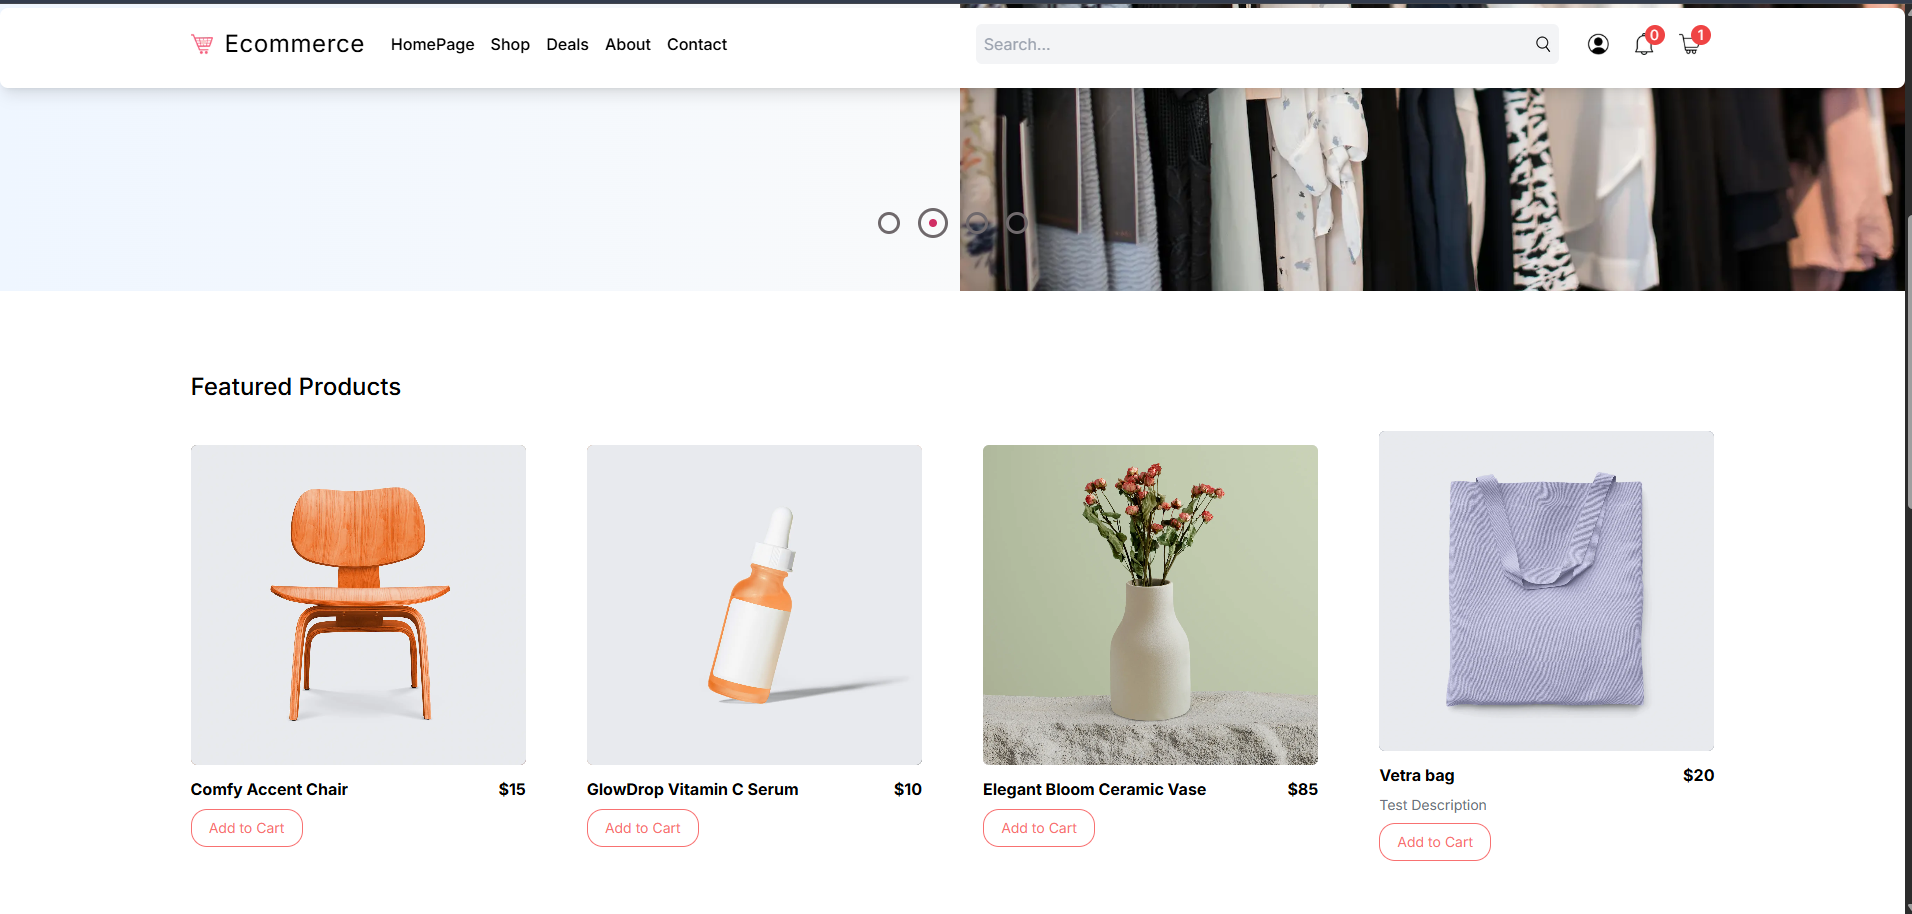 Ecommerce HomePage Shop Deals About Contact Search... 0 1
Featured Products
Comfy Accent Chair $15
Add to Cart
GlowDrop Vitamin C Serum $10
Add to Cart
Elegant Bloom Ceramic Vase $85
Add to Cart
Vetra bag $20
Test Description
Add to Cart